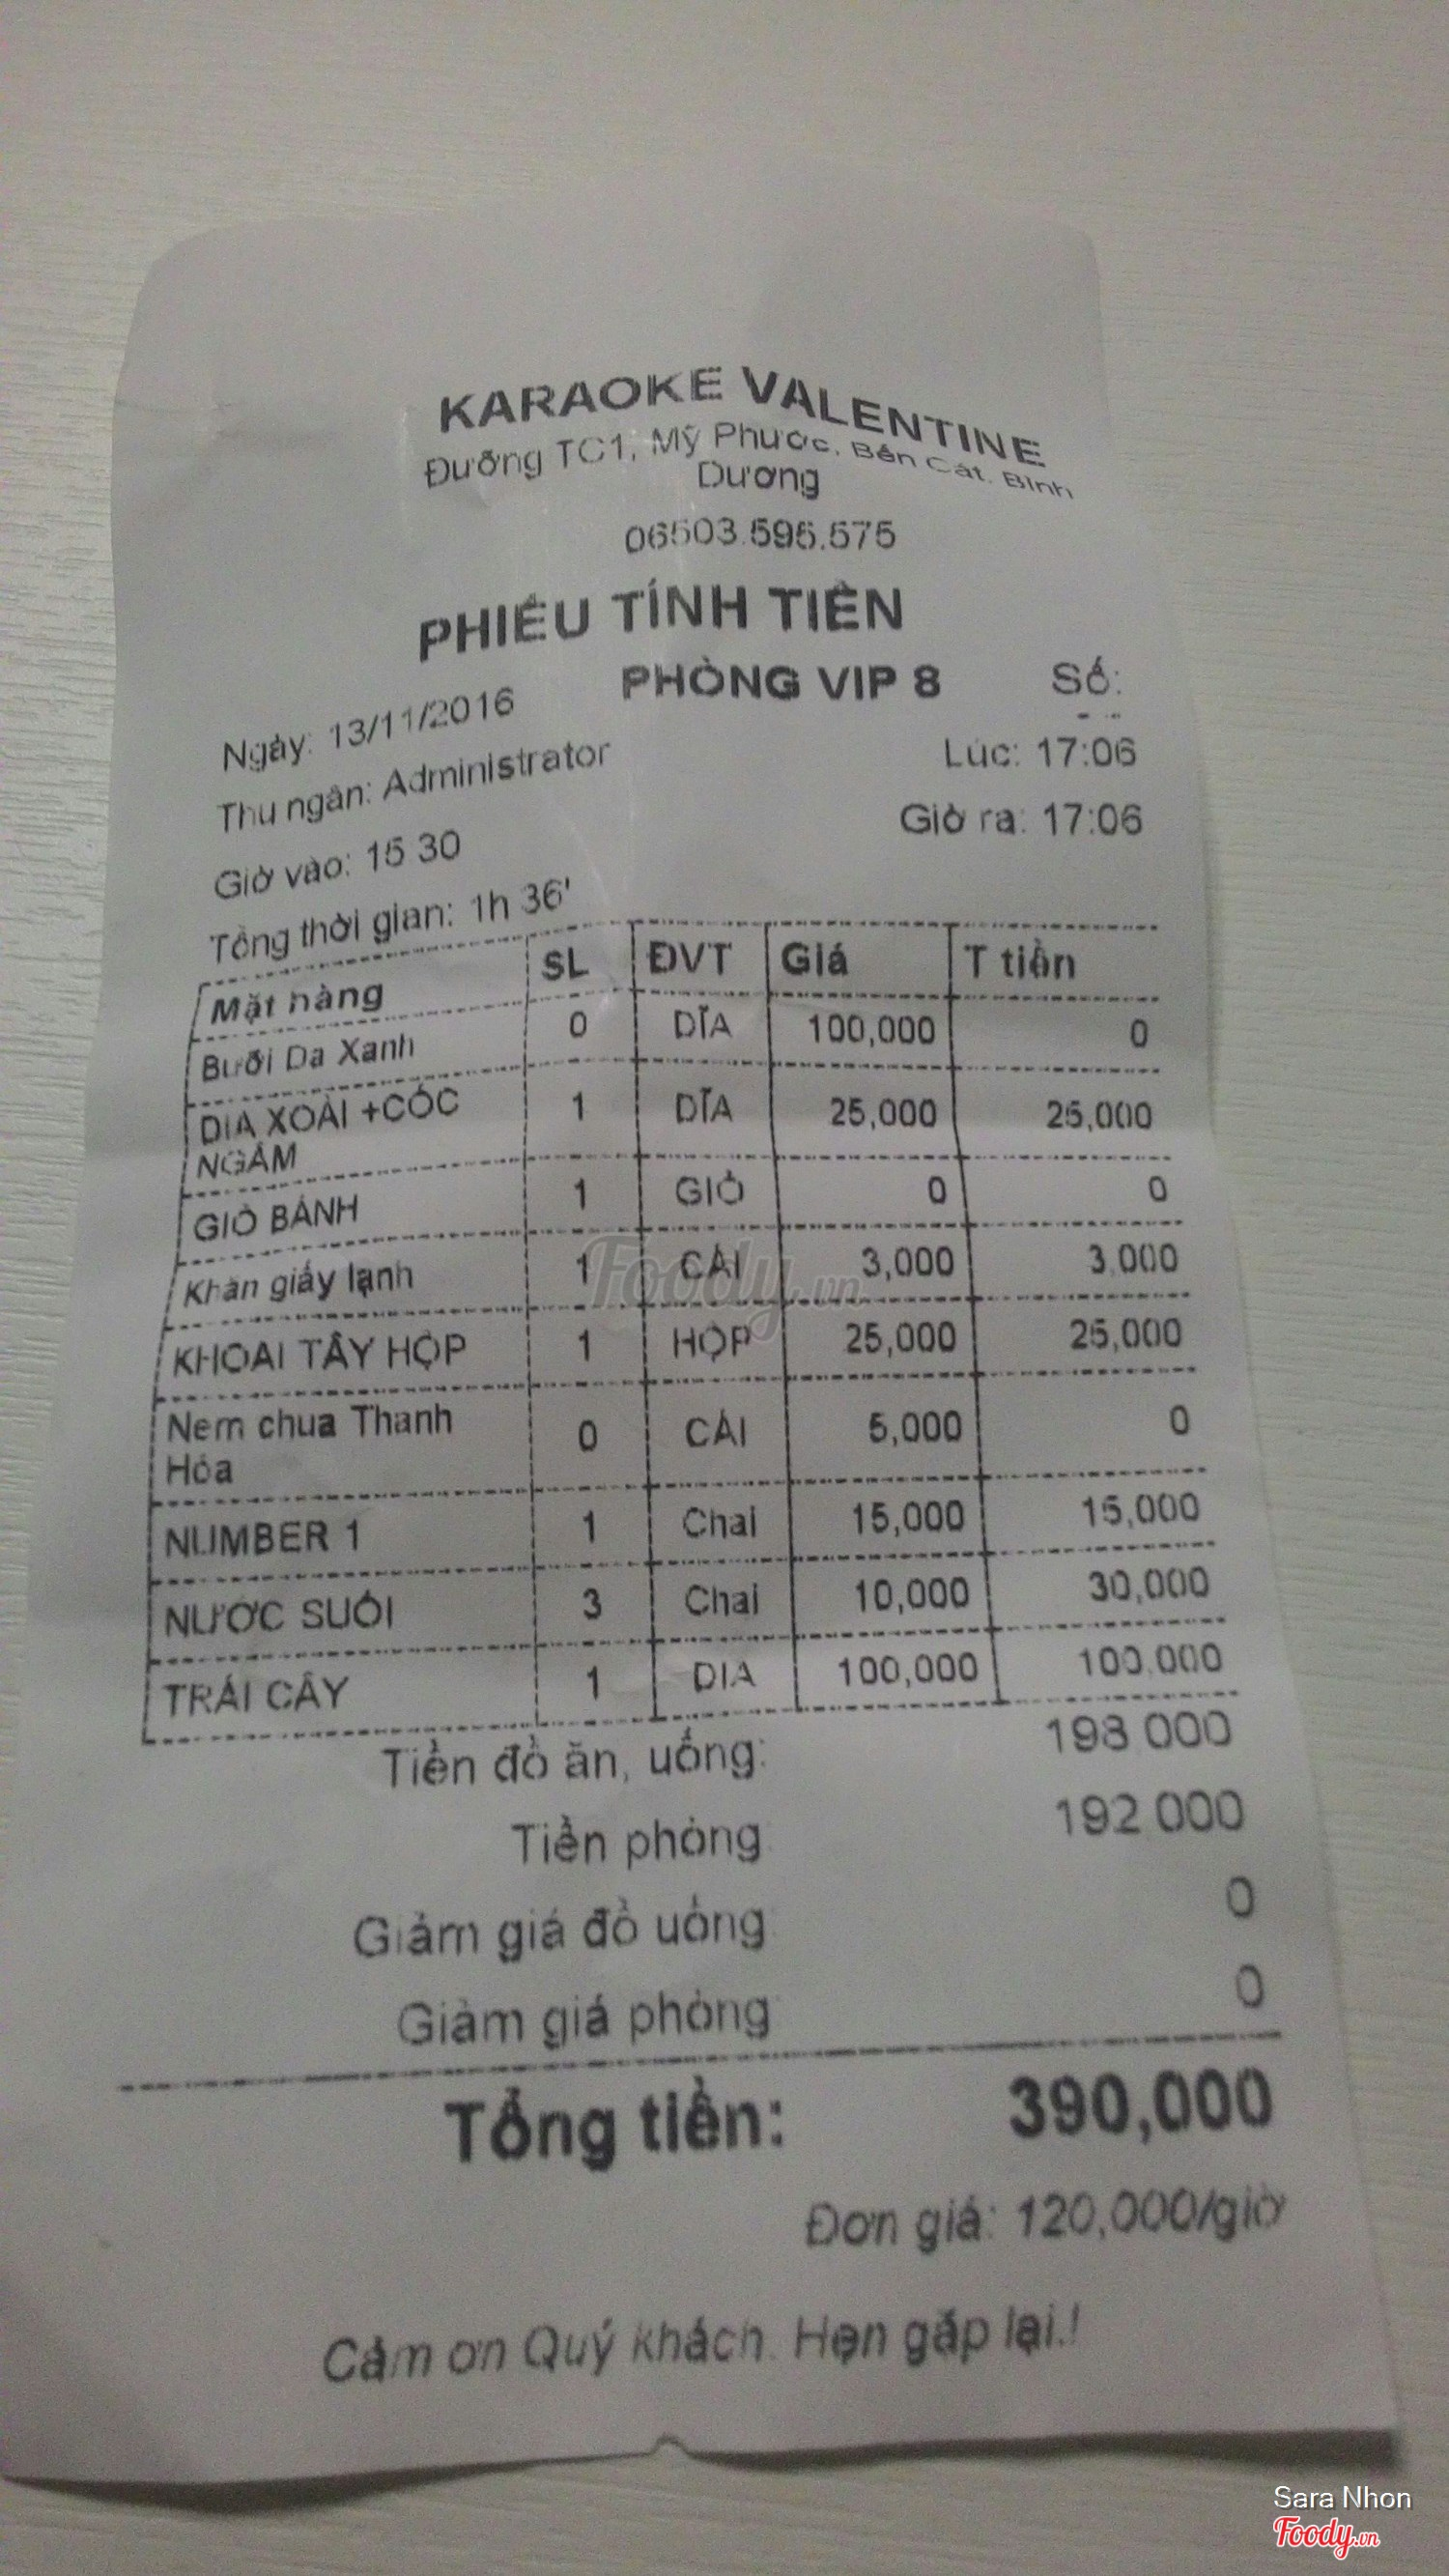 KARAOKE VALENTINE
Đường TC1, Mỹ Phước, Bến Cát, Bình
Dương
06503.595.575
PHIẾU TÍNH TIỀN
PHÒNG VIP 8 Số:
Ngày: 13/11/2016
Lúc: 17:06
Thu ngân: Administrator
Giờ ra: 17:06
Giờ vào: 15 30
Tổng thời gian: 1h 36'
Mặt hàng SL ĐVT Giá T tiền
Bưởi Da Xanh 0 DĨA 100,000 0
DĨA XOÀI +CÓC 1 DĨA 25,000 25,000
NGÂM
GIỎ BÁNH 1 GIỎ 0 0
Khăn giấy lạnh 1 CÁI 3,000 3,000
KHOAI TÂY HỘP 1 HỘP 25,000 25,000
Nem chua Thanh 0 CÁI 5,000 0
Hóa
NUMBER 1 1 Chai 15,000 15,000
NƯỚC SUỐI 3 Chai 10,000 30,000
TRÁI CÂY 1 DĨA 100,000 100,000
Tiền đồ ăn, uống: 198 000
Tiền phòng 192 000
Giảm giá đồ uống 0
Giảm giá phòng 0
Tổng tiền: 390,000
Đơn giá: 120,000/giờ
Cảm ơn Quý khách. Hẹn gặp lại.!
Foody.vn
Sara Nhon
Foody.vn